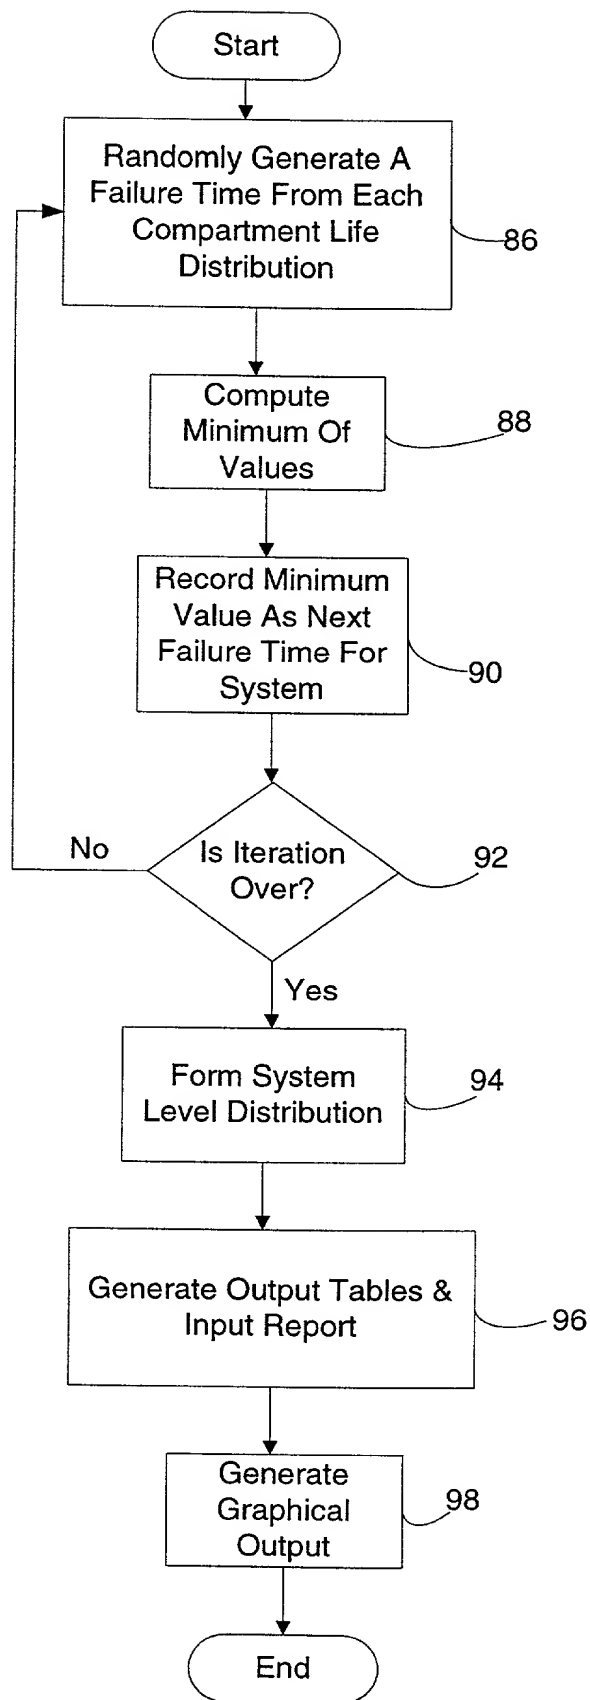 Start
Randomly Generate A
Failure Time From Each
Compartment Life
Distribution
86
Compute
Minimum Of
Values
88
Record Minimum
Value As Next
Failure Time For
System
90
Is Iteration
Over?
92
No
Yes
Form System
Level Distribution
94
Generate Output Tables &
Input Report
96
Generate
Graphical
Output
98
End